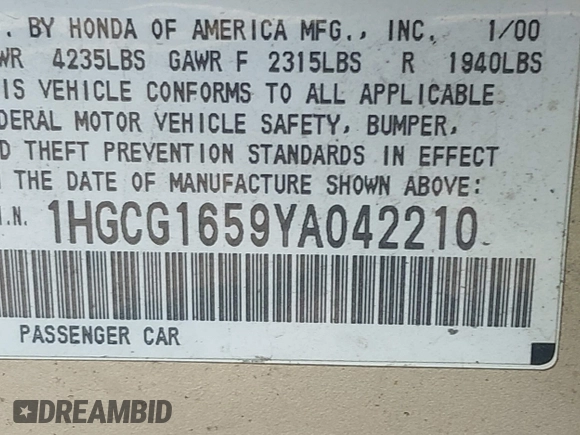 . BY HONDA OF AMERICA MFG., INC. 1/00
WR 4235LBS GAWR F 2315LBS R 1940LBS
IS VEHICLE CONFORMS TO ALL APPLICABLE
DERAL MOTOR VEHICLE SAFETY, BUMPER,
D THEFT PREVENTION STANDARDS IN EFFECT
THE DATE OF MANUFACTURE SHOWN ABOVE:
I.N. 1HGCG1659YA042210
PASSENGER CAR
DREAMBID